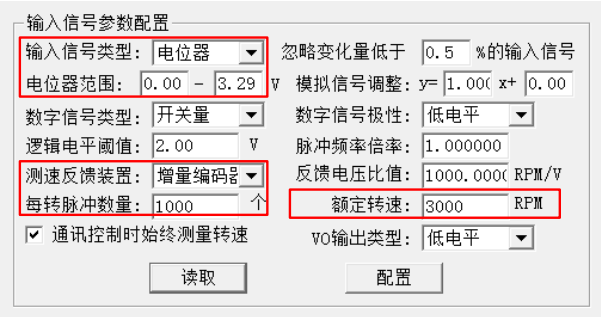 输入信号参数配置
输入信号类型: 电位器 忽略变化量低于 0.5 %的输入信号
电位器范围: 0.00 - 3.29 V 模拟信号调整: y= 1.00( x+ 0.00
数字信号类型: 开关量 数字信号极性: 低电平
逻辑电平阈值: 2.00 V 脉冲频率倍率: 1.000000
测速反馈装置: 增量编码器 反馈电压比值: 1000.000( RPM/V
每转脉冲数量: 1000 个 额定转速: 3000 RPM
通讯控制时始终测量转速 VO输出类型: 低电平
读取 配置